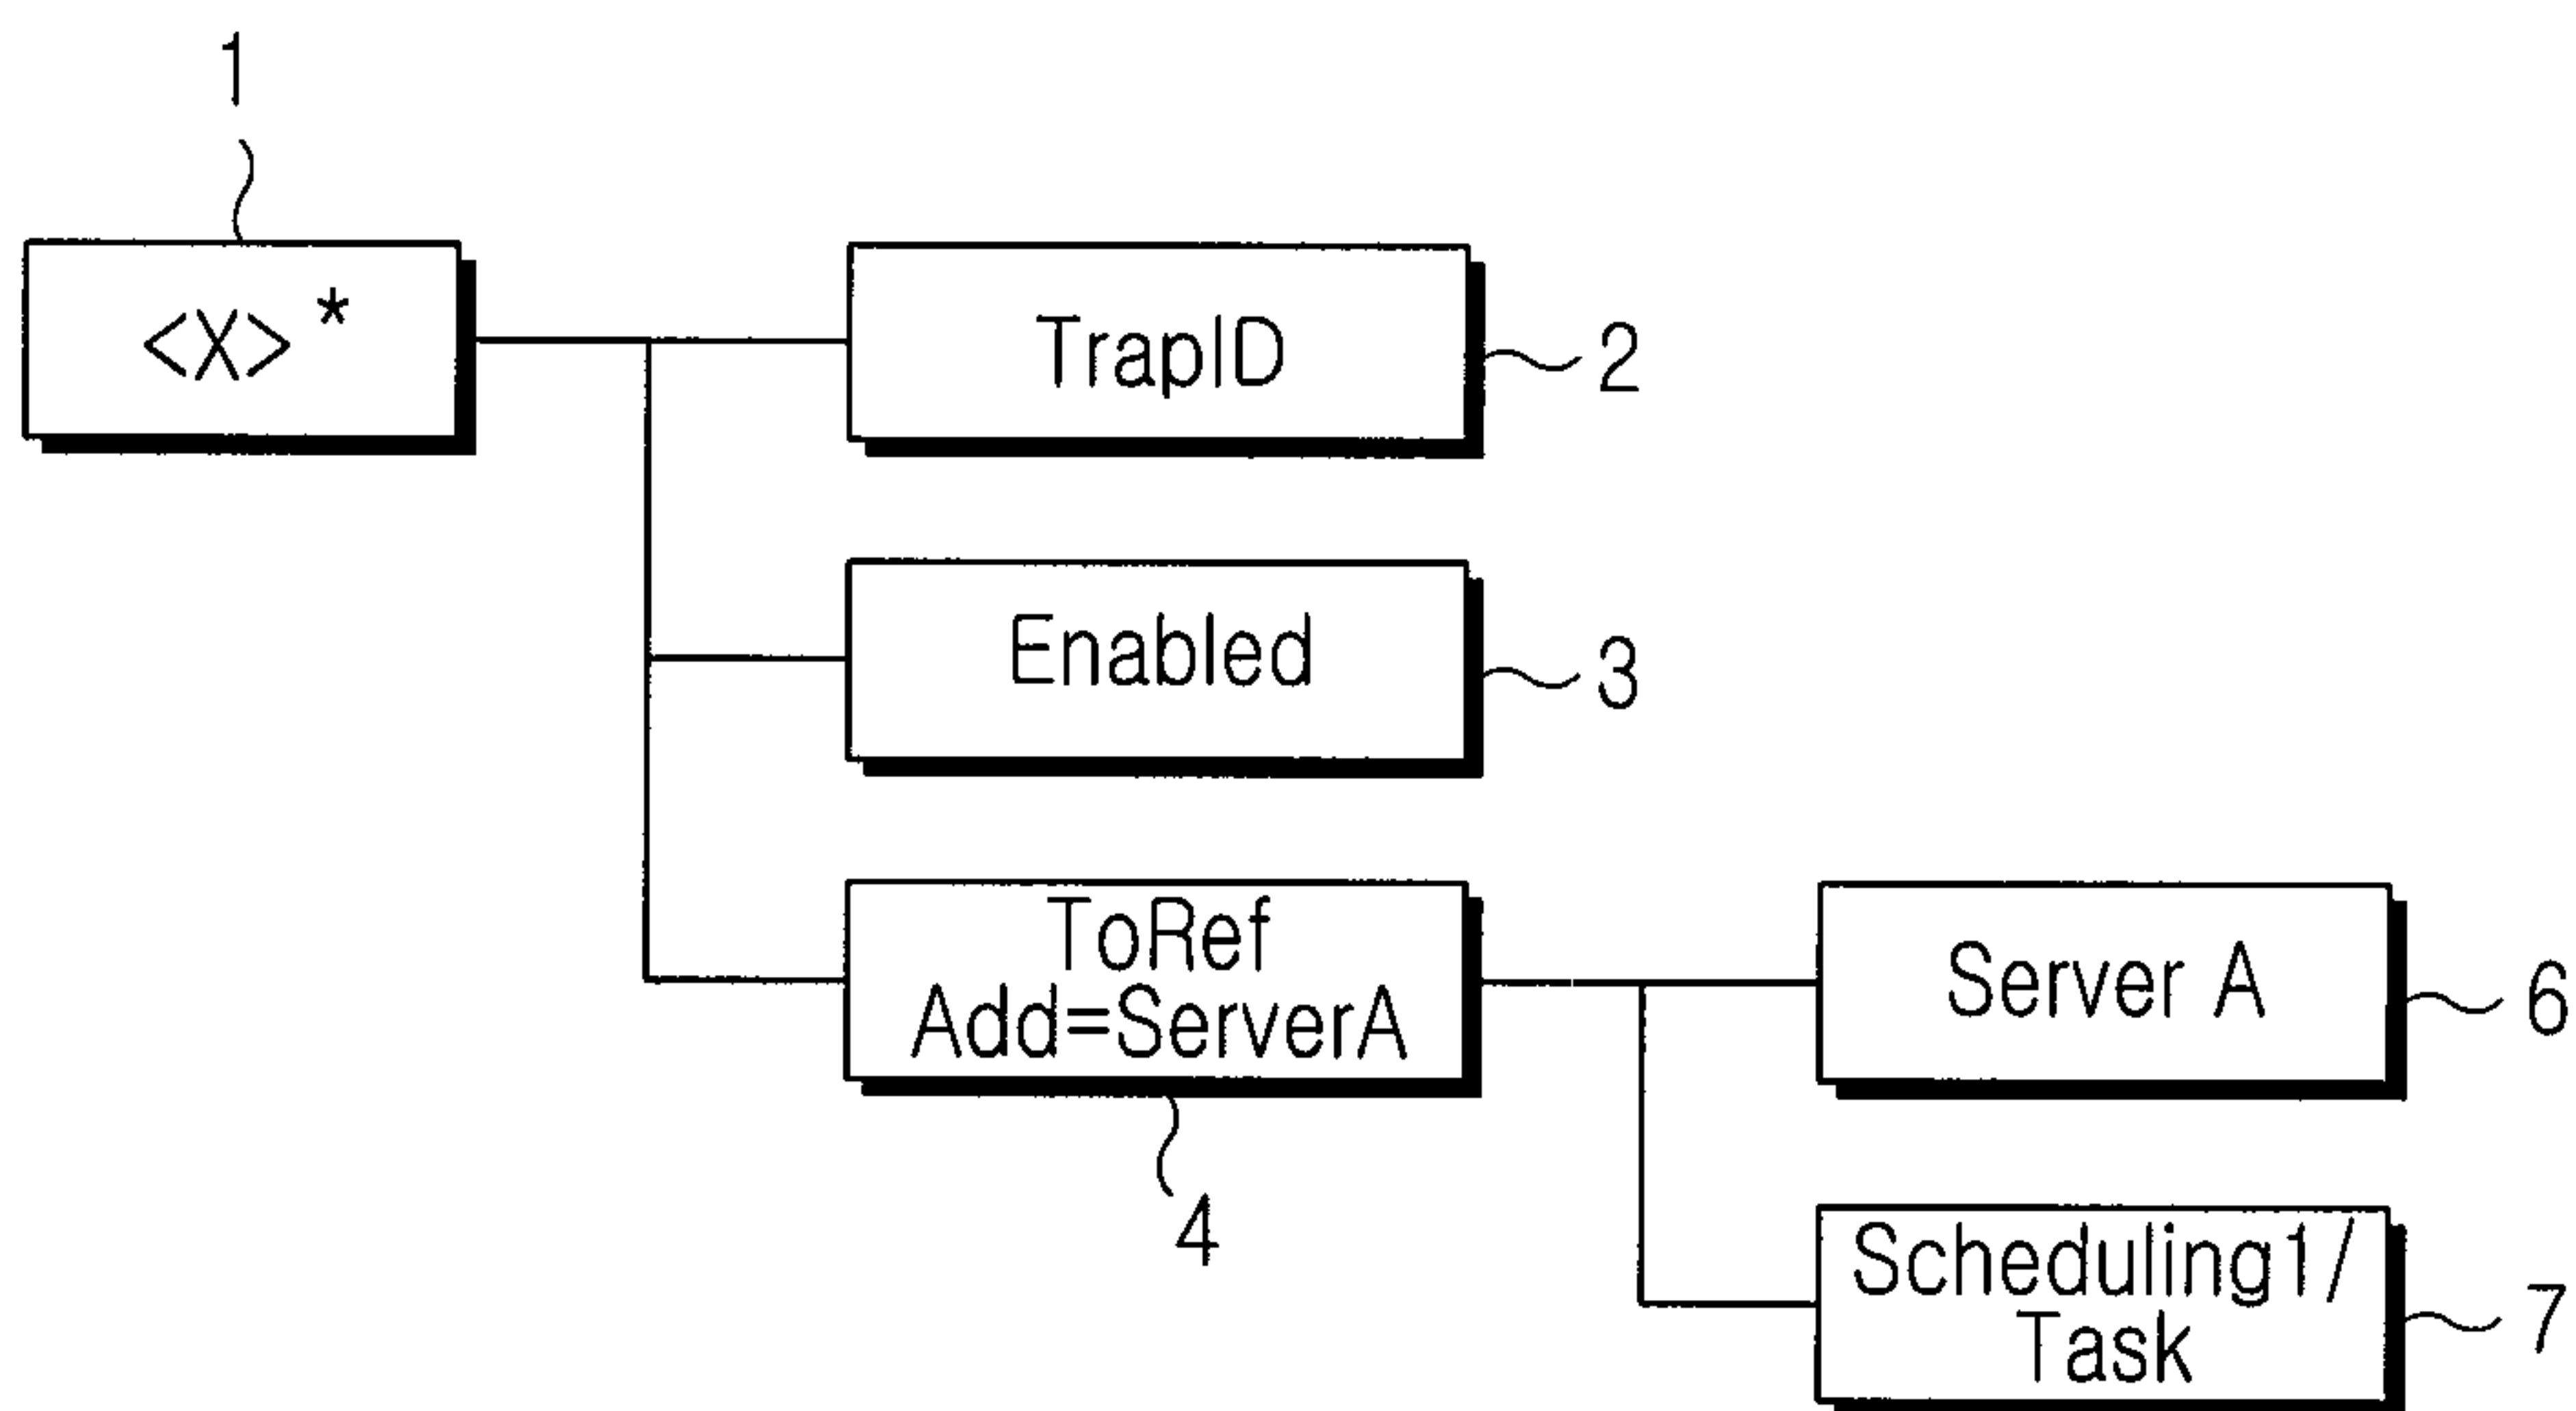 1
<X>*
TrapID
2
Enabled
3
ToRef
Add=ServerA
4
Server A
6
Scheduling1/
Task
7